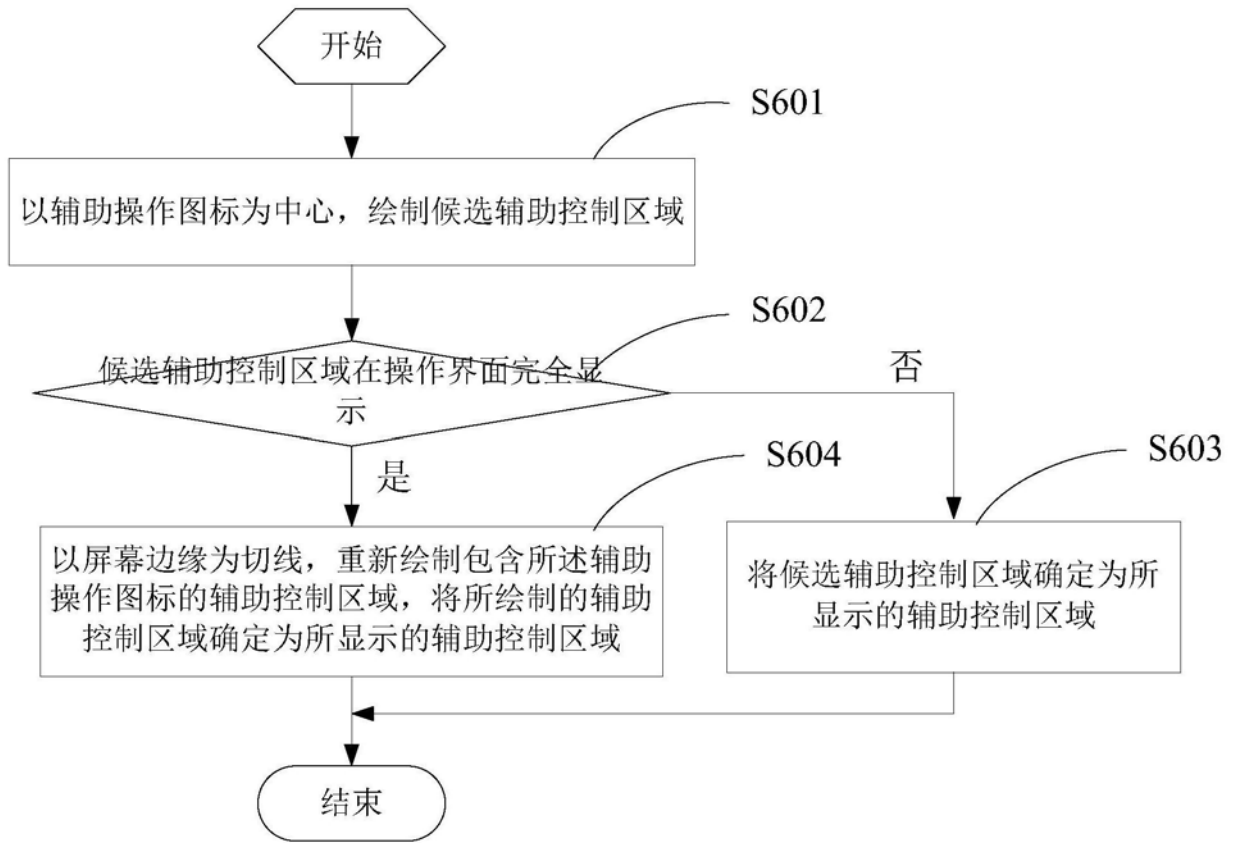 开始
S601
以辅助操作图标为中心，绘制候选辅助控制区域
S602
候选辅助控制区域在操作界面完全显
示
否
是
S604
S603
以屏幕边缘为切线，重新绘制包含所述辅助
操作图标的辅助控制区域，将所绘制的辅助
控制区域确定为所显示的辅助控制区域
将候选辅助控制区域确定为所
显示的辅助控制区域
结束